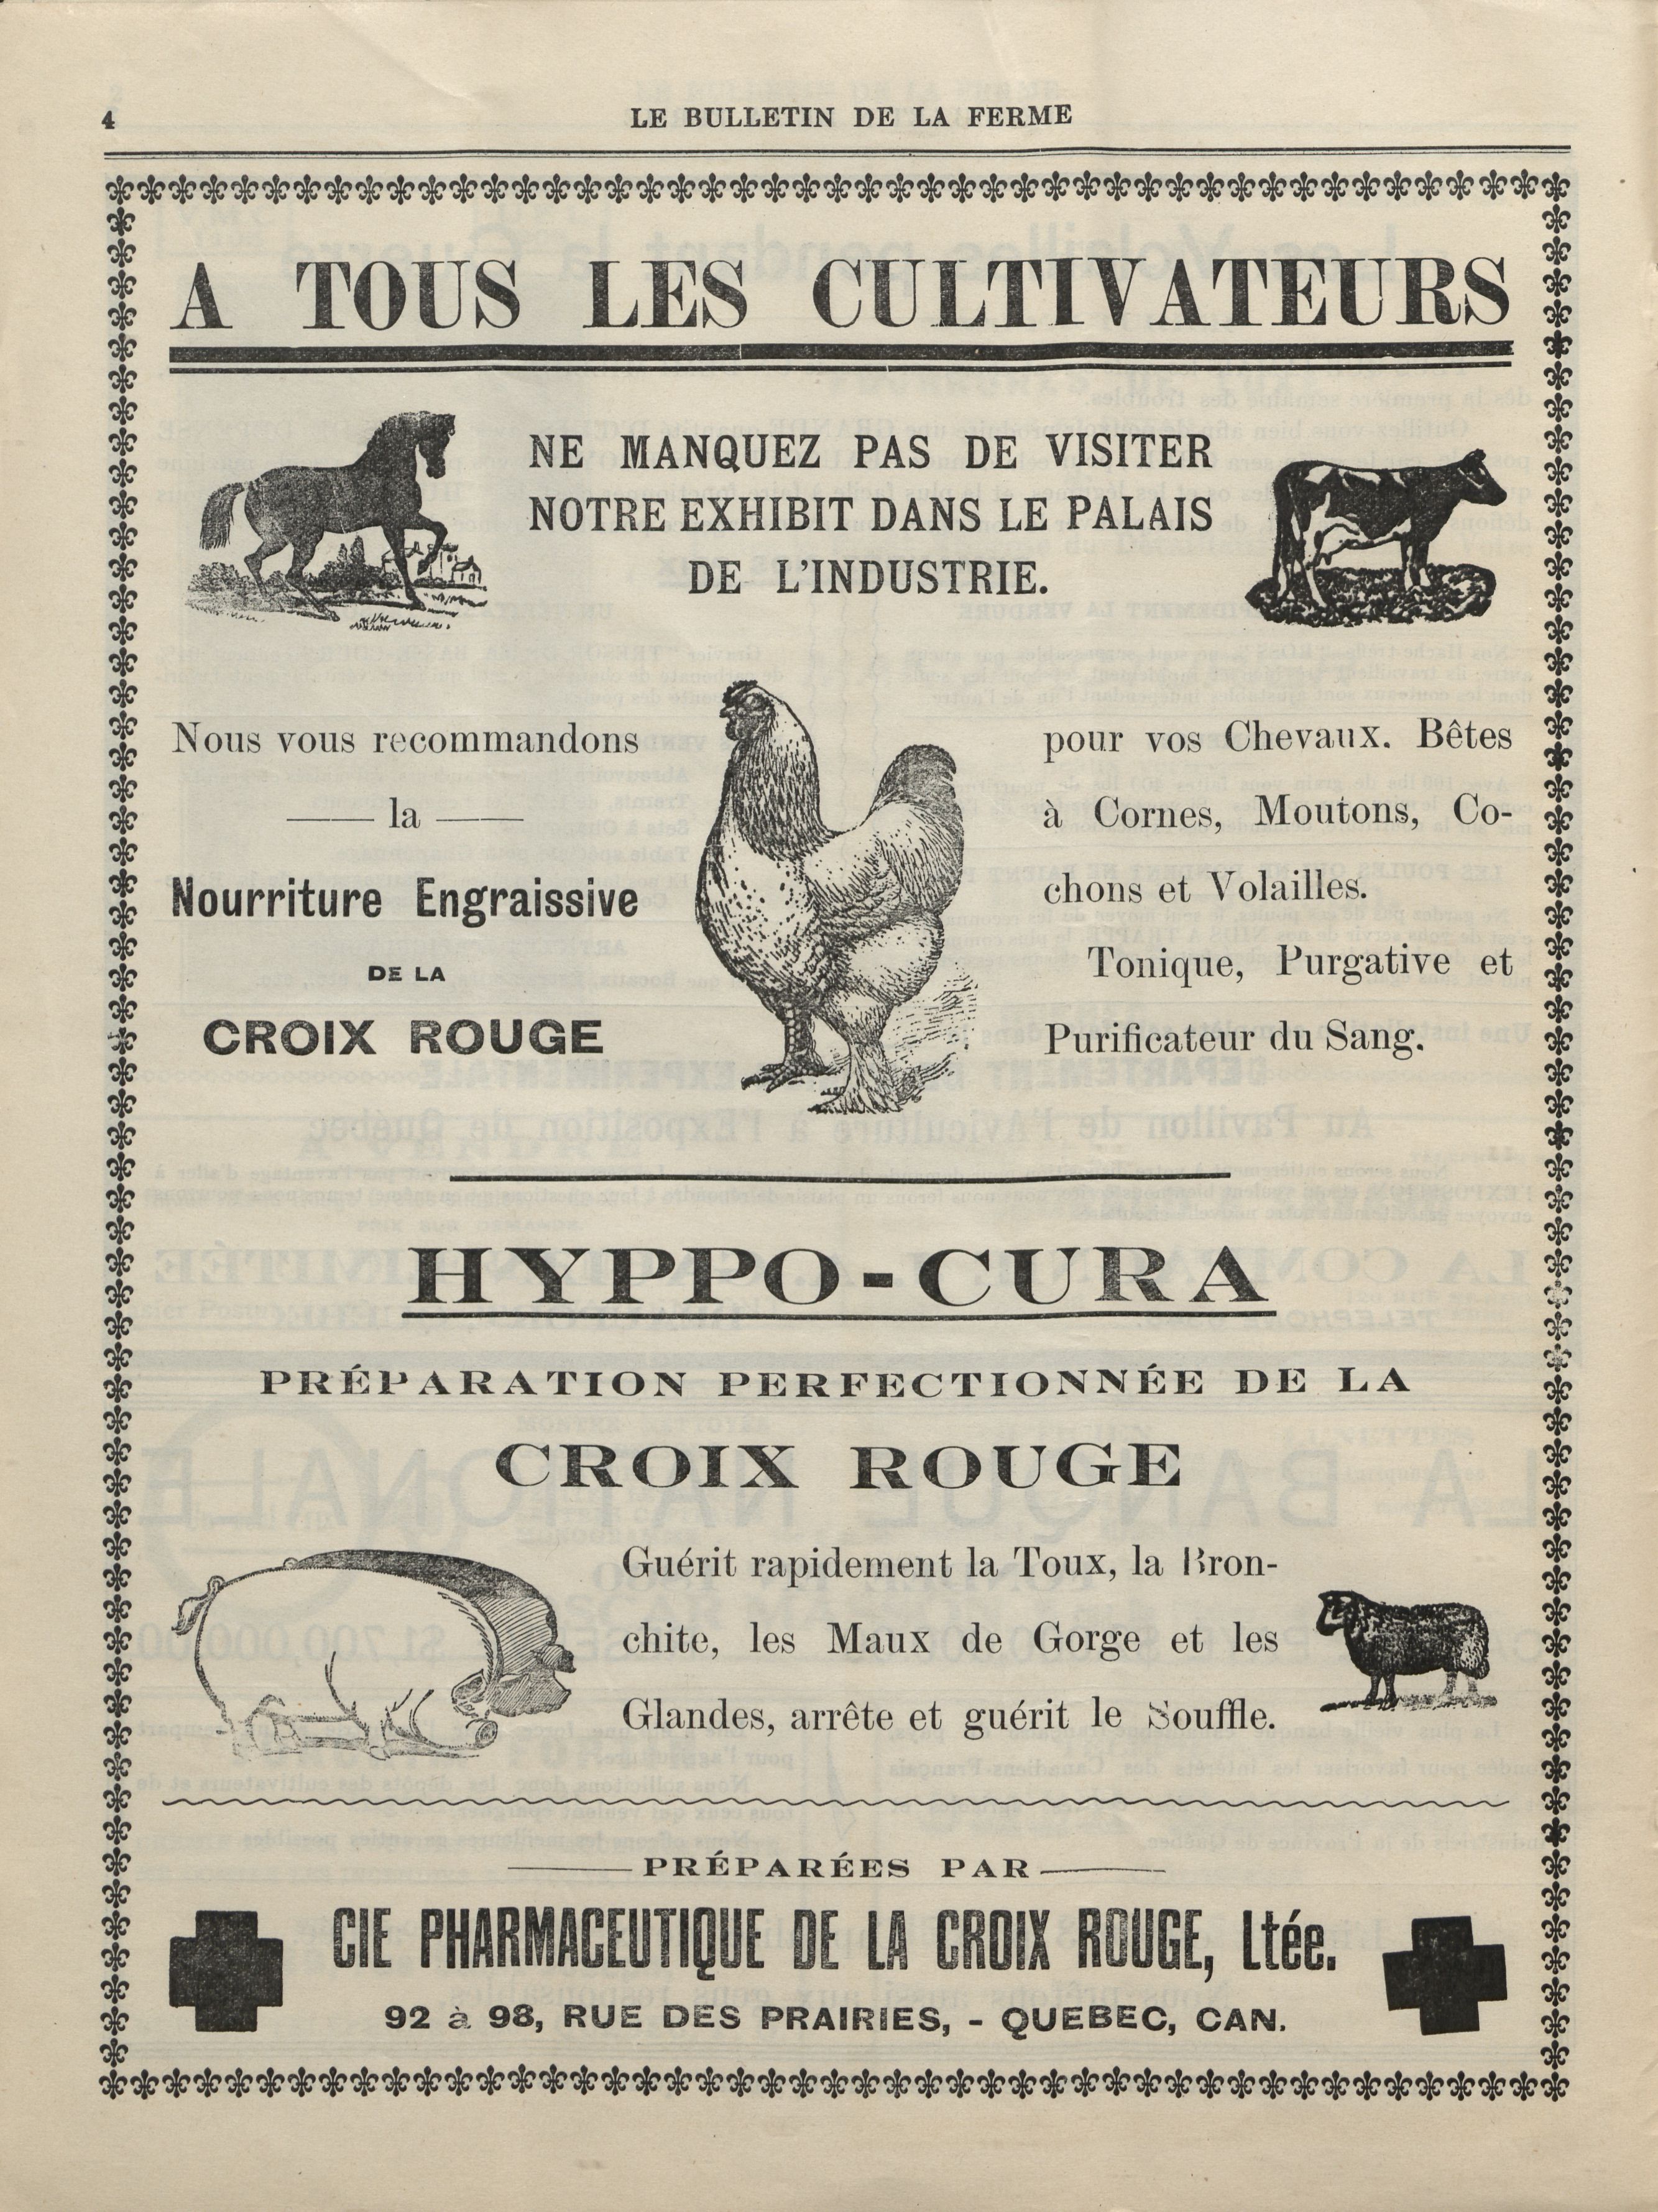 4
LE BULLETIN DE LA FERME
A TOUS LES CULTIVATEURS
NE MANQUEZ PAS DE VISITER
NOTRE EXHIBIT DANS LE PALAIS
DE L'INDUSTRIE.
Nous vous recommandons
la
Nourriture Engraissive
DE LA
CROIX ROUGE
pour vos Chevaux. Bêtes
à Cornes, Moutons, Co-
chons et Volailles.
Tonique, Purgative et
Purificateur du Sang.
HYPPO-CURA
PRÉPARATION PERFECTIONNÉE DE LA
CROIX ROUGE
Guérit rapidement la Toux, la Bron-
chite, les Maux de Gorge et les
Glandes, arrête et guérit le Souffle.
PRÉPARÉES PAR
CIE PHARMACEUTIQUE DE LA CROIX ROUGE, Ltée.
92 à 98, RUE DES PRAIRIES, - QUEBEC, CAN.